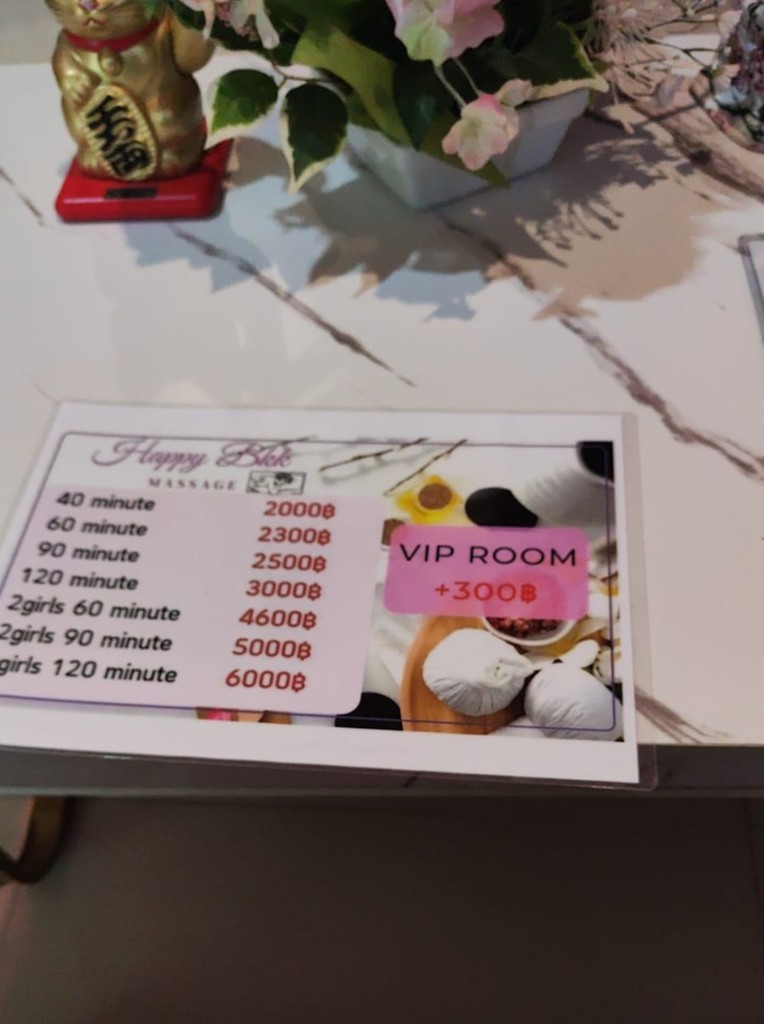 Happy Bkk
MASSAGE
40 minute 2000฿
60 minute 2300฿
90 minute 2500฿
120 minute 3000฿
2girls 60 minute 4600฿
2girls 90 minute 5000฿
girls 120 minute 6000฿
VIP ROOM
+300฿